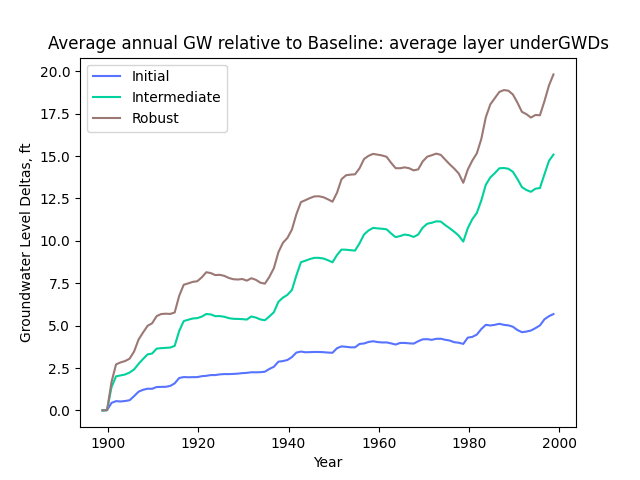 Average annual GW relative to Baseline: average layer underGWDs
Initial
Intermediate
Robust
20.0
17.5
15.0
12.5
10.0
7.5
5.0
2.5
0.0
Groundwater Level Deltas, ft
1900
1920
1940
1960
1980
2000
Year